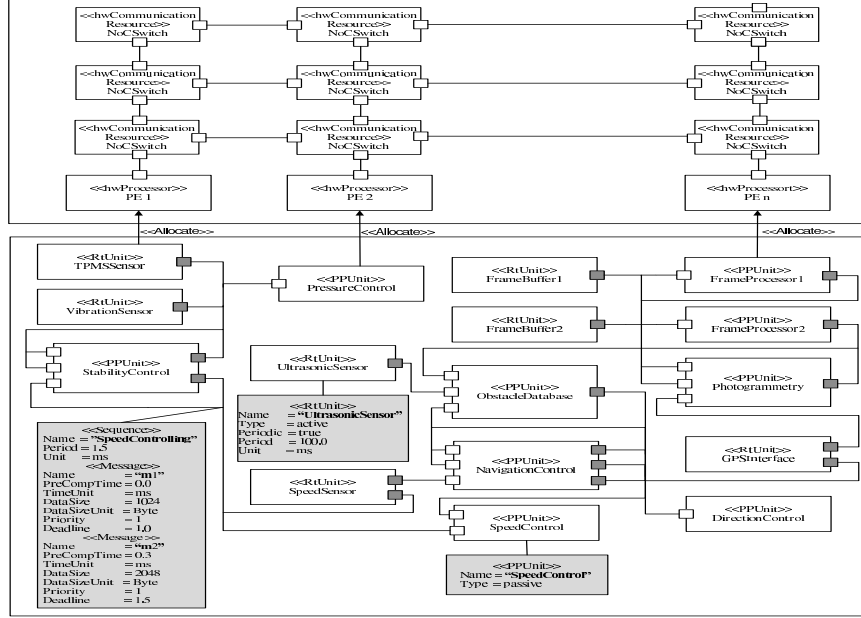 <<hwCommunication
Resource>>
NoCSwitch
<<hwCommunication
Resource>>
NoCSwitch
<<hwCommunication
Resource>>
NoCSwitch
<<hwCommunication
Resource>>
NoCSwitch
<<hwCommunication
Resource>>
NoCSwitch
<<hwCommunication
Resource>>
NoCSwitch
<<hwCommunication
Resource>>
NoCSwitch
<<hwCommunication
Resource>>
NoCSwitch
<<hwCommunication
Resource>>
NoCSwitch
<<hwProcessor>>
PE 1
<<hwProcessor>>
PE 2
<<hwProcessort>>
PE n
<<Allocate>>
<<Allocate>>
<<Allocate>>
<<RtUnit>>
TPMSSensor
<<PPUnit>>
PressureControl
<<RtUnit>>
FrameBuffer1
<<PPUnit>>
FrameProcessor1
<<RtUnit>>
VibrationSensor
<<RtUnit>>
FrameBuffer2
<<PPUnit>>
FrameProcessor2
<<PPUnit>>
StabilityControl
<<RtUnit>>
UltrasonicSensor
<<PPUnit>>
ObstacleDatabase
<<PPUnit>>
Photogrammetry
<<RtUnit>>
Name = “UltrasonicSensor”
Type = active
Periodic = true
Period = 100.0
Unit = ms
<<Sequence>>
Name = ”SpeedControlling”
Period = 1.5
Unit = ms
<<Message>>
Name = “m1”
PreCompTime = 0.0
TimeUnit = ms
DataSize = 1024
DataSizeUnit = Byte
Priority = 1
Deadline = 1.0
<<Message>>
Name = “m2”
PreCompTime = 0.3
TimeUnit = ms
DataSize = 2048
DataSizeUnit = Byte
Priority = 1
Deadline = 1.5
<<RtUnit>>
SpeedSensor
<<PPUnit>>
NavigationControl
<<RtUnit>>
GPSInterface
<<PPUnit>>
SpeedControl
<<PPUnit>>
DirectionControl
<<PPUnit>>
Name = “SpeedControl”
Type = passive